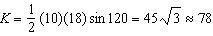 K = 1/2 (10)(18) sin 120 = 45√3 ≈ 78